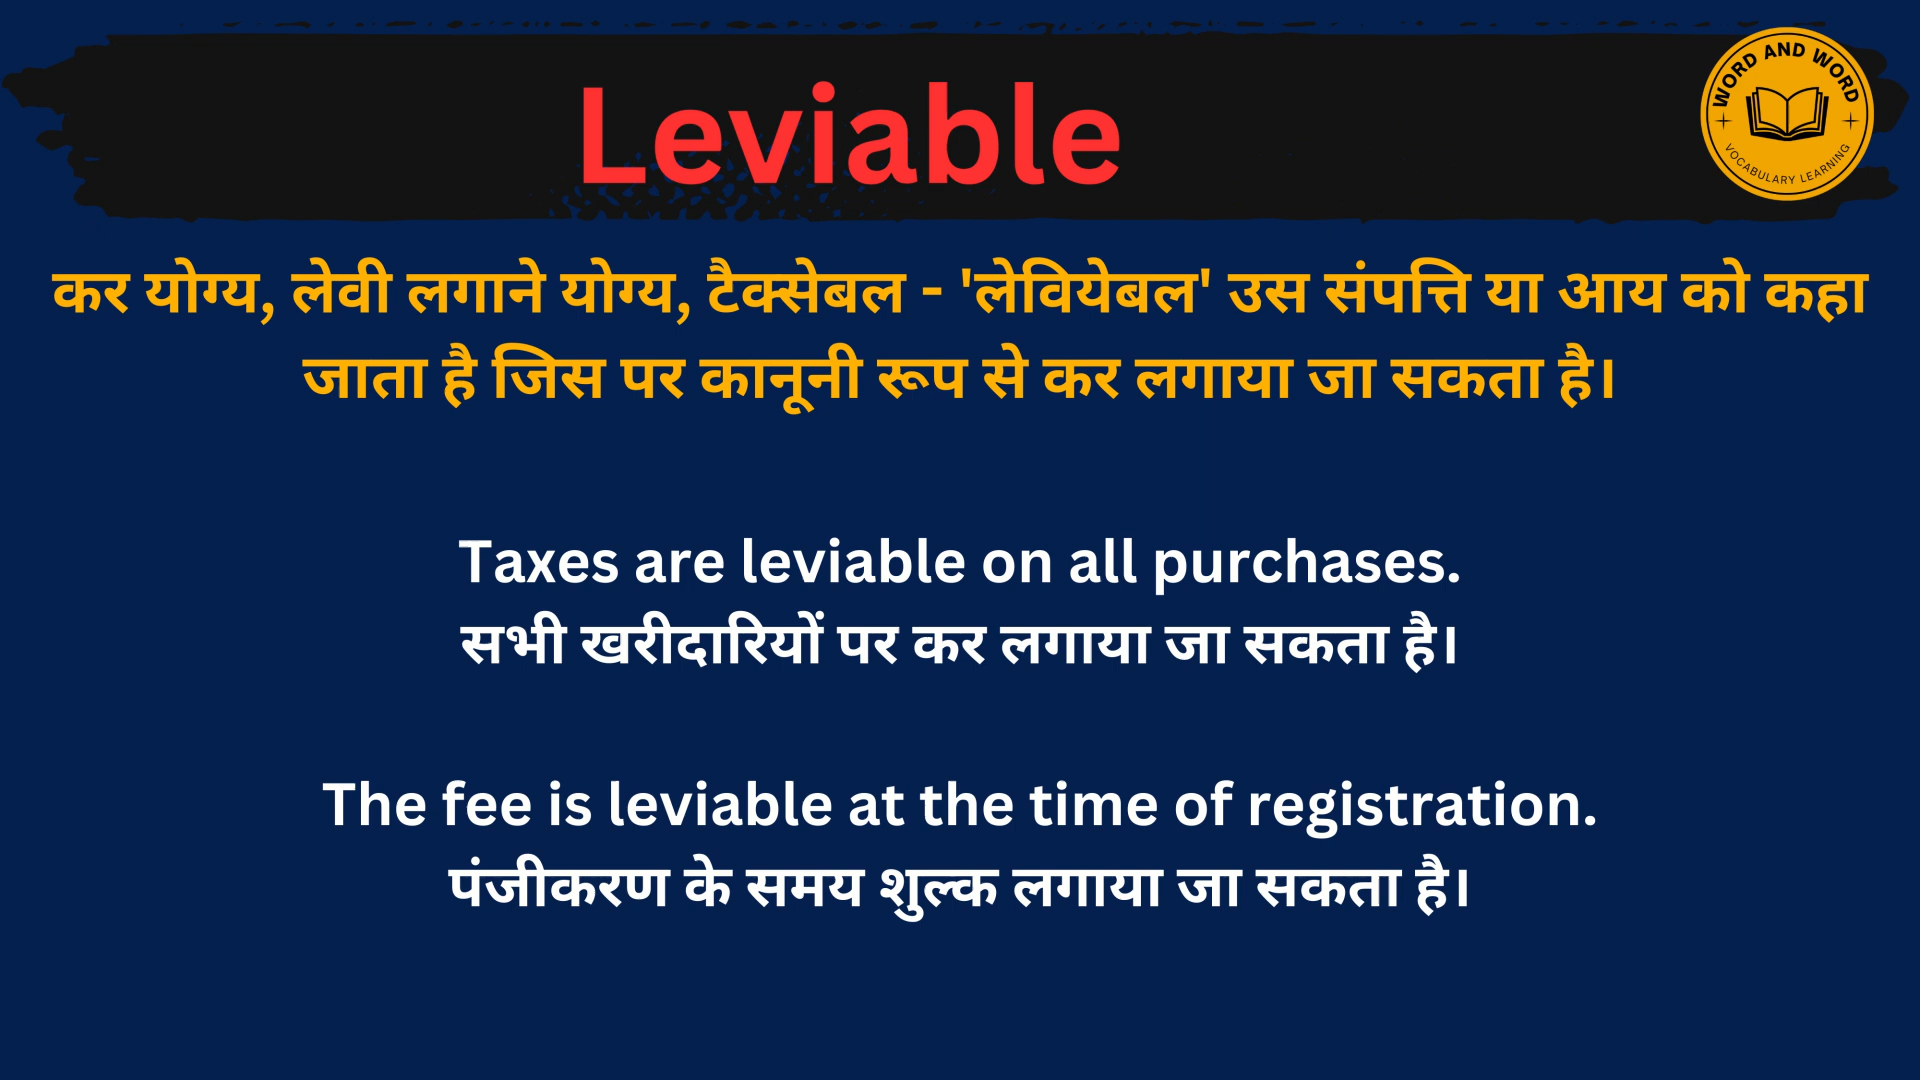 Leviable
WORD AND WORD
VOCABULARY LEARNING
कर योग्य, लेवी लगाने योग्य, टैक्सेबल - 'लेवियेबल' उस संपत्ति या आय को कहा
जाता है जिस पर कानूनी रूप से कर लगाया जा सकता है।
Taxes are leviable on all purchases.
सभी खरीदारियों पर कर लगाया जा सकता है।
The fee is leviable at the time of registration.
पंजीकरण के समय शुल्क लगाया जा सकता है।